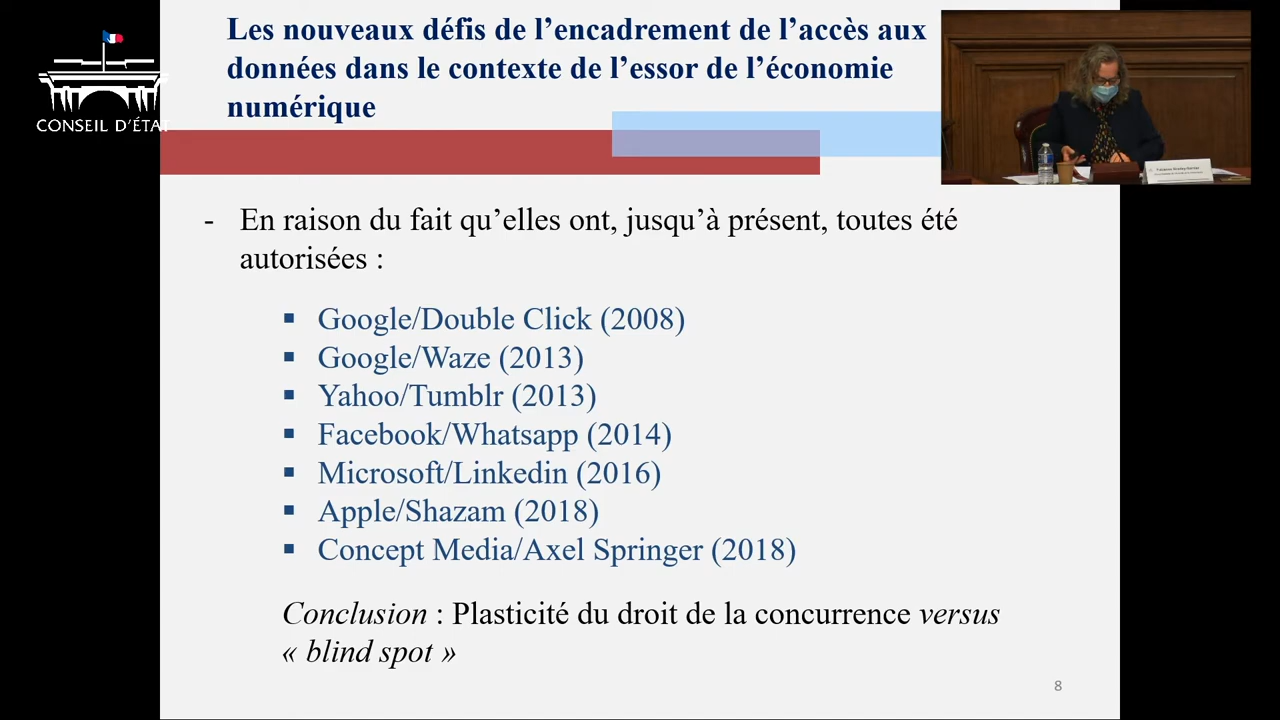 CONSEIL D'ÉTAT
Les nouveaux défis de l’encadrement de l’accès aux
données dans le contexte de l’essor de l’économie
numérique
- En raison du fait qu’elles ont, jusqu’à présent, toutes été
autorisées :
▪ Google/Double Click (2008)
▪ Google/Waze (2013)
▪ Yahoo/Tumblr (2013)
▪ Facebook/Whatsapp (2014)
▪ Microsoft/Linkedin (2016)
▪ Apple/Shazam (2018)
▪ Concept Media/Axel Springer (2018)
Conclusion : Plasticité du droit de la concurrence versus
« blind spot »
8